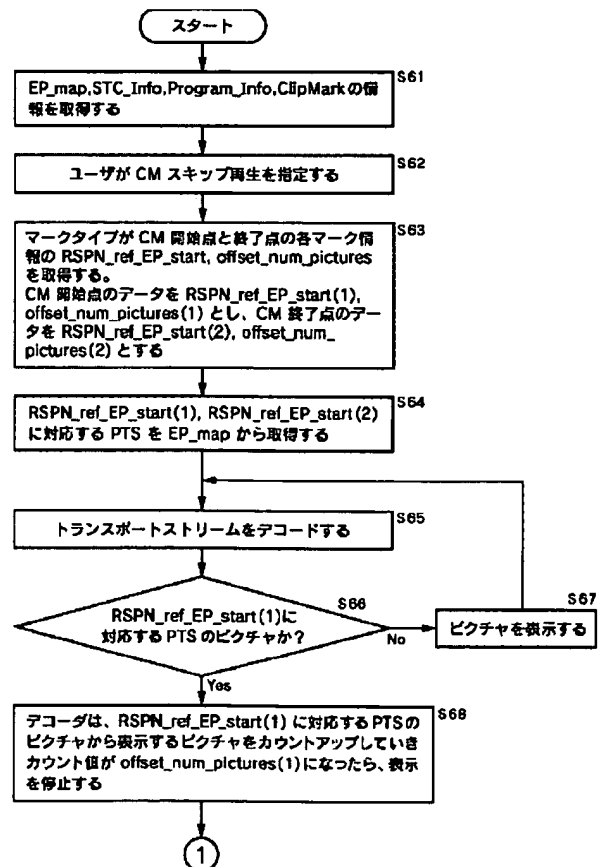 スタート
S61
EP_map,STC_Info,Program_Info,ClipMarkの情
報を取得する
S62
ユーザが CM スキップ再生を指定する
S63
マークタイプが CM 開始点と終了点の各マーク情
報の RSPN_ref_EP_start, offset_num_pictures
を取得する。
CM 開始点のデータを RSPN_ref_EP_start(1),
offset_num_pictures(1) とし、CM 終了点のデー
タを RSPN_ref_EP_start(2), offset_num_
pictures(2) とする
S64
RSPN_ref_EP_start(1), RSPN_ref_EP_start(2)
に対応する PTS を EP_map から取得する
S65
トランスポートストリームをデコードする
S66
RSPN_ref_EP_start(1)に
対応する PTS のピクチャか?
No
S67
ピクチャを表示する
Yes
S68
デコーダは、RSPN_ref_EP_start(1) に対応するPTSの
ピクチャから表示するピクチャをカウントアップしていき
カウント値が offset_num_pictures(1)になったら、表示
を停止する
1